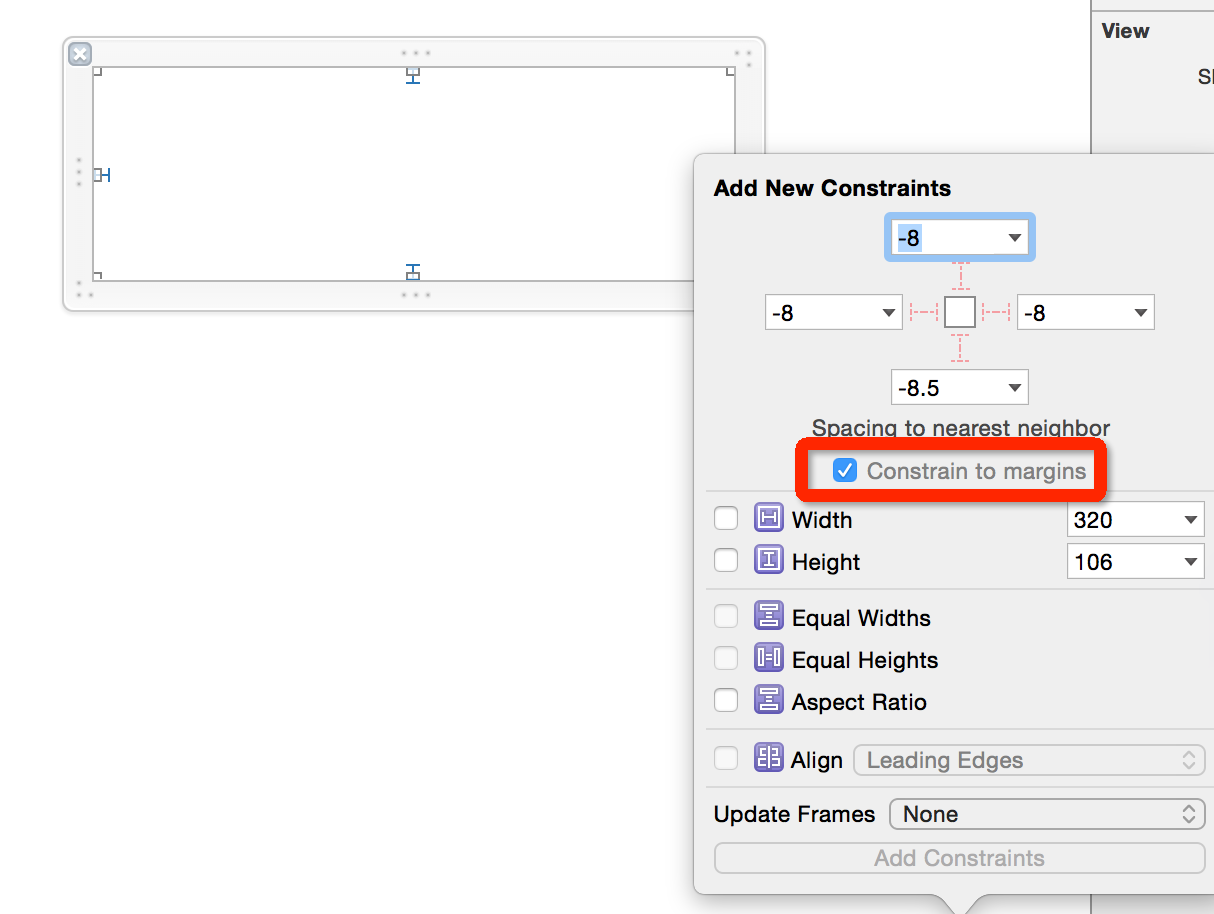 View
Add New Constraints
-8
-8 -8
-8.5
Spacing to nearest neighbor
Constrain to margins
Width 320
Height 106
Equal Widths
Equal Heights
Aspect Ratio
Align Leading Edges
Update Frames None
Add Constraints